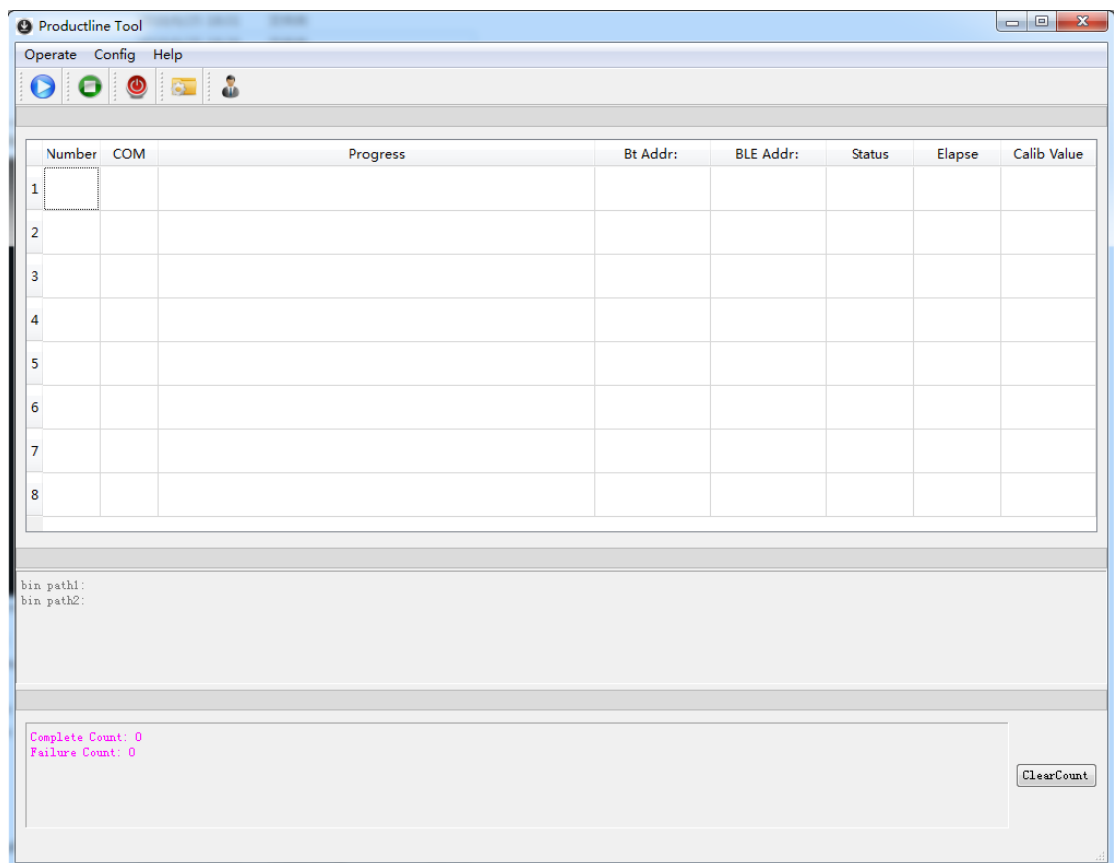 Productline Tool
Operate Config Help
Number COM Progress Bt Addr: BLE Addr: Status Elapse Calib Value
1
2
3
4
5
6
7
8
bin path1:
bin path2:
Complete Count: 0
Failure Count: 0
ClearCount